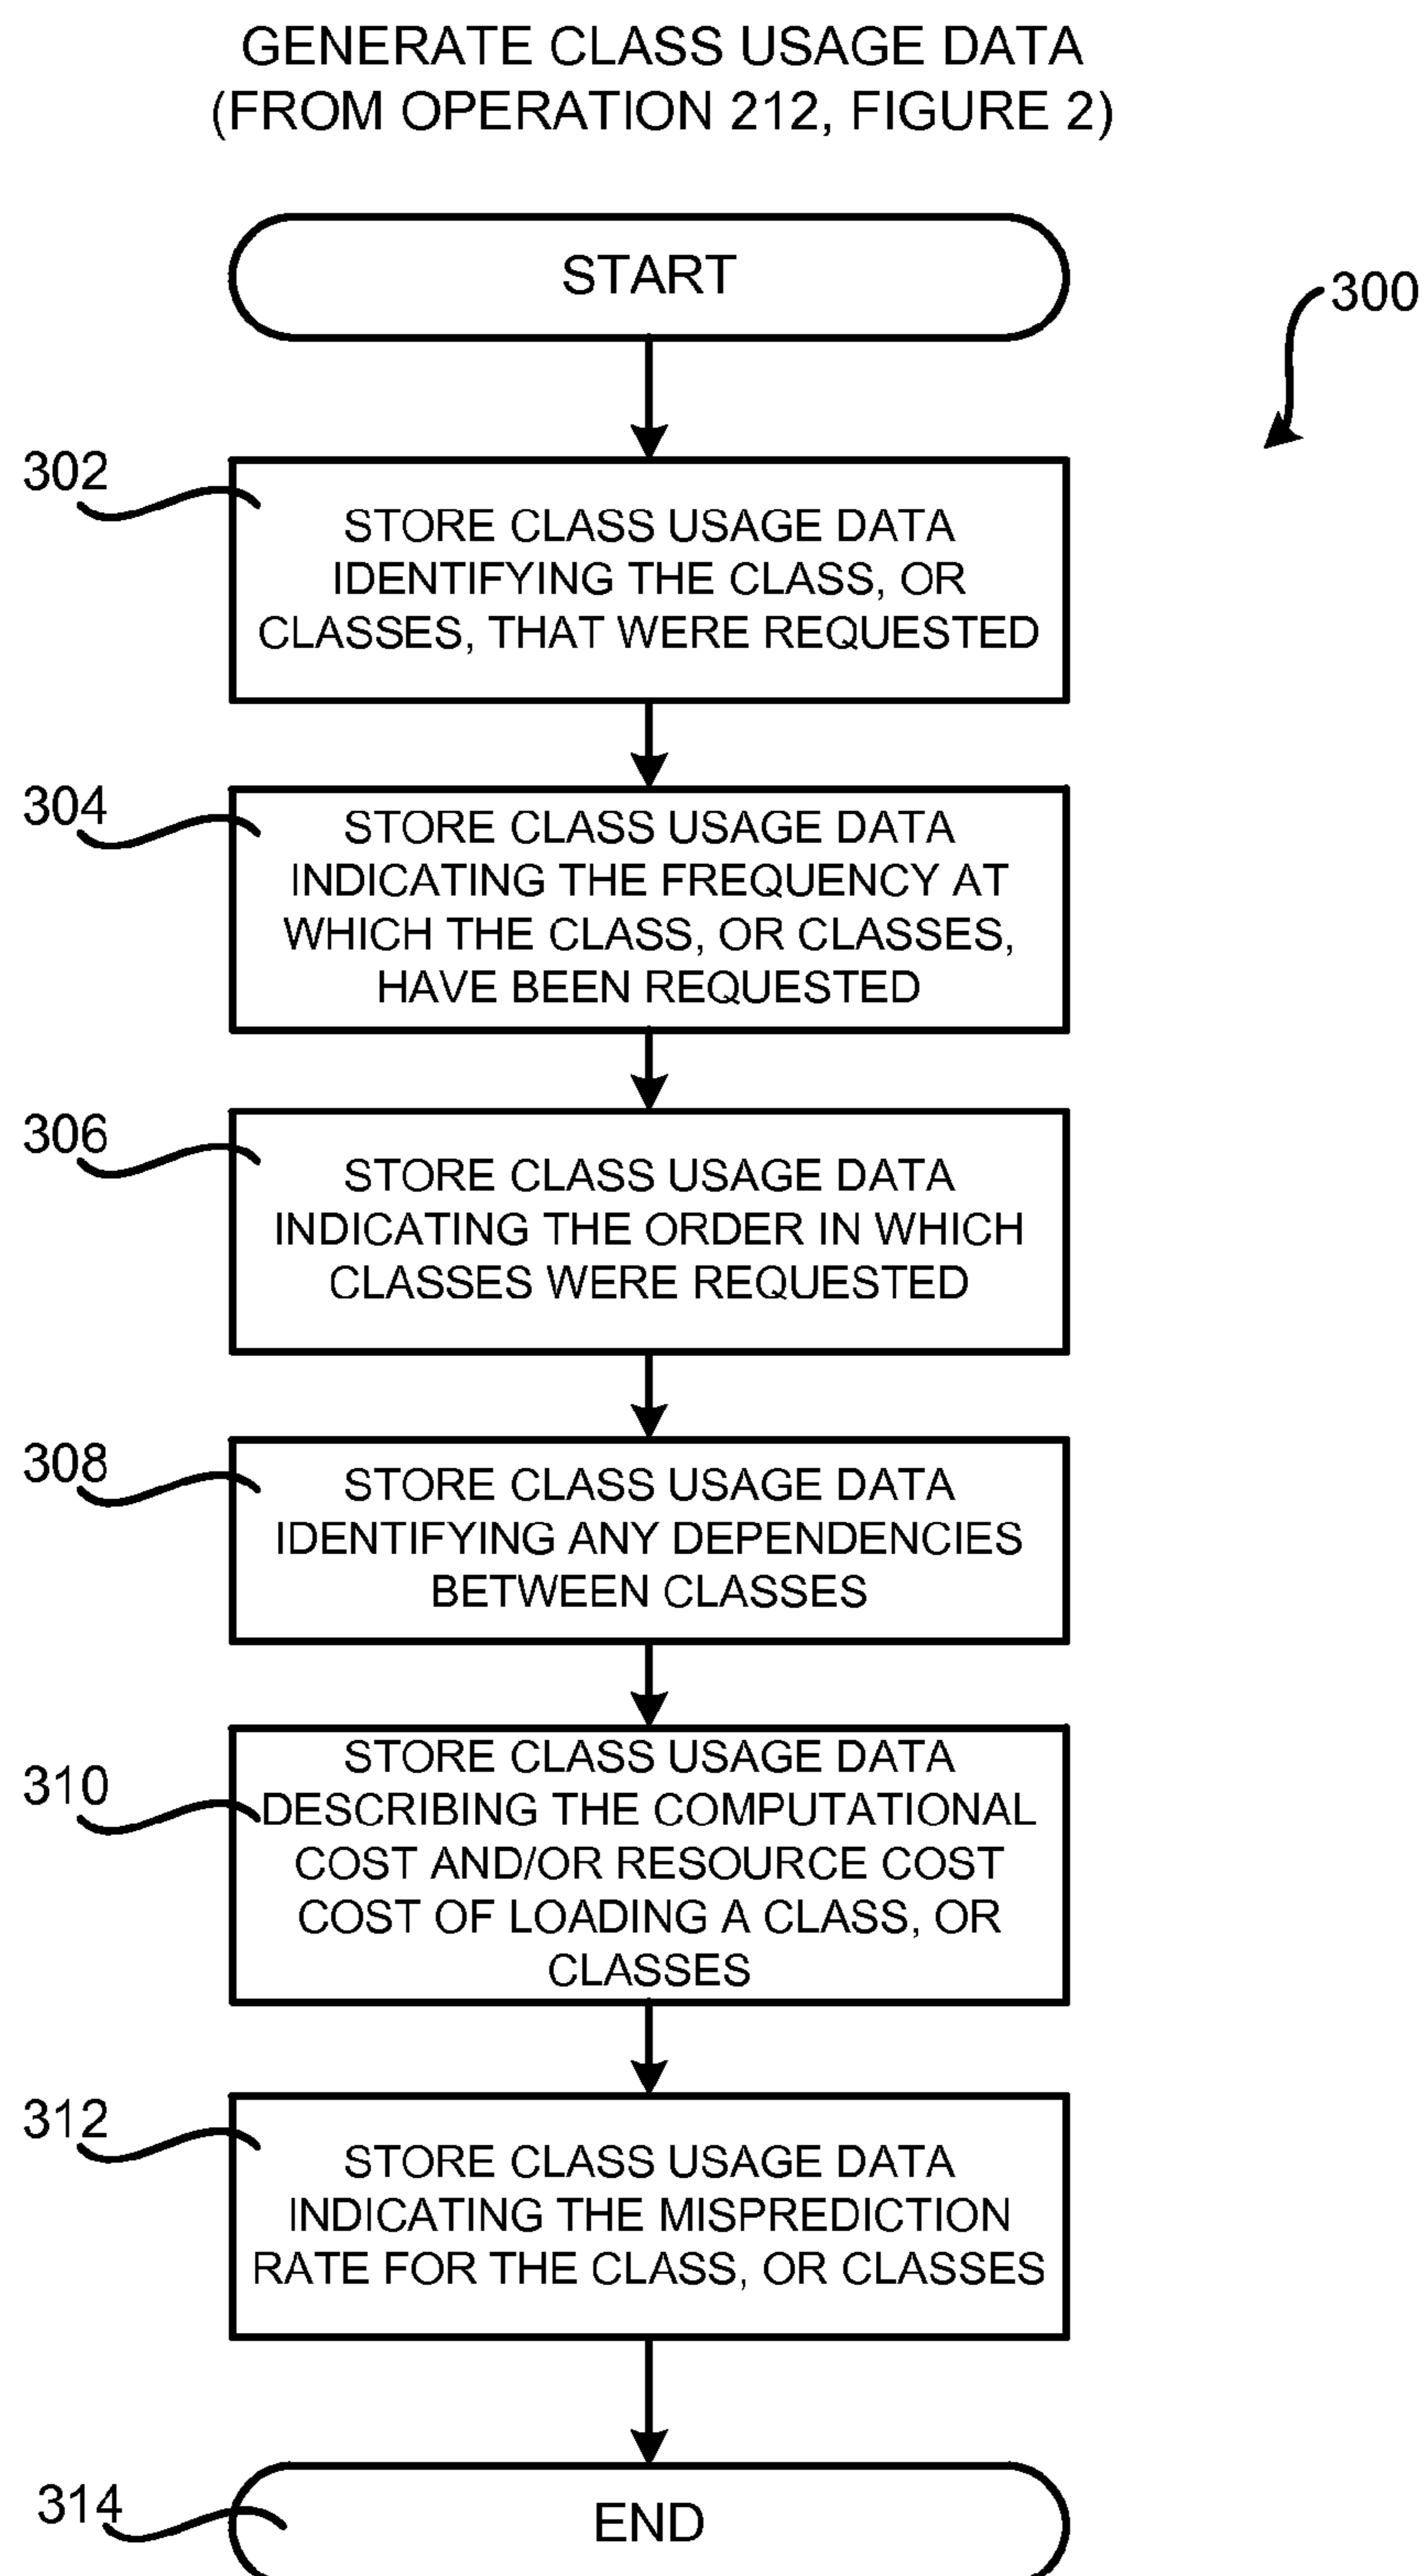 GENERATE CLASS USAGE DATA
(FROM OPERATION 212, FIGURE 2)
START
300
302
STORE CLASS USAGE DATA
IDENTIFYING THE CLASS, OR
CLASSES, THAT WERE REQUESTED
304
STORE CLASS USAGE DATA
INDICATING THE FREQUENCY AT
WHICH THE CLASS, OR CLASSES,
HAVE BEEN REQUESTED
306
STORE CLASS USAGE DATA
INDICATING THE ORDER IN WHICH
CLASSES WERE REQUESTED
308
STORE CLASS USAGE DATA
IDENTIFYING ANY DEPENDENCIES
BETWEEN CLASSES
310
STORE CLASS USAGE DATA
DESCRIBING THE COMPUTATIONAL
COST AND/OR RESOURCE COST
COST OF LOADING A CLASS, OR
CLASSES
312
STORE CLASS USAGE DATA
INDICATING THE MISPREDICTION
RATE FOR THE CLASS, OR CLASSES
314
END